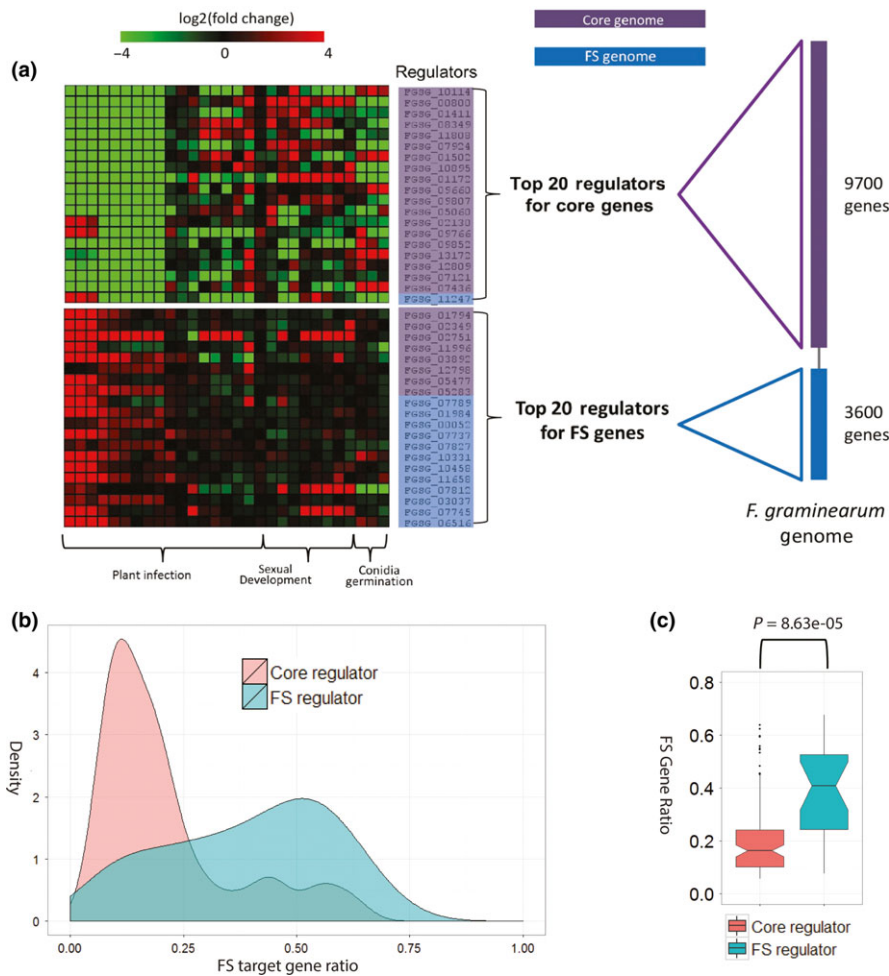 log2(fold change)
−4
0
4
Core genome
FS genome
(a)
Regulators
FGSG_10114
FGSG_00800
FGSG_01411
FGSG_08349
FGSG_11808
FGSG_07924
FGSG_01502
FGSG_10895
FGSG_01172
FGSG_09660
FGSG_09807
FGSG_05060
FGSG_02130
FGSG_09766
FGSG_09852
FGSG_13172
FGSG_12809
FGSG_07121
FGSG_07436
FGSG_11247
Top 20 regulators
for core genes
9700
genes
FGSG_01794
FGSG_02349
FGSG_02751
FGSG_11996
FGSG_03892
FGSG_12798
FGSG_05477
FGSG_05283
FGSG_07789
FGSG_01984
FGSG_00052
FGSG_07737
FGSG_07827
FGSG_10331
FGSG_10458
FGSG_11658
FGSG_07812
FGSG_03037
FGSG_07745
FGSG_06516
Top 20 regulators
for FS genes
3600
genes
F. graminearum
genome
Plant infection
Sexual
Development
Conidia
germination
(b)
Density
4
3
2
1
0
Core regulator
FS regulator
0.00
0.25
0.50
0.75
1.00
FS target gene ratio
(c)
P = 8.63e-05
FS Gene Ratio
0.8
0.6
0.4
0.2
0.0
Core regulator
FS regulator